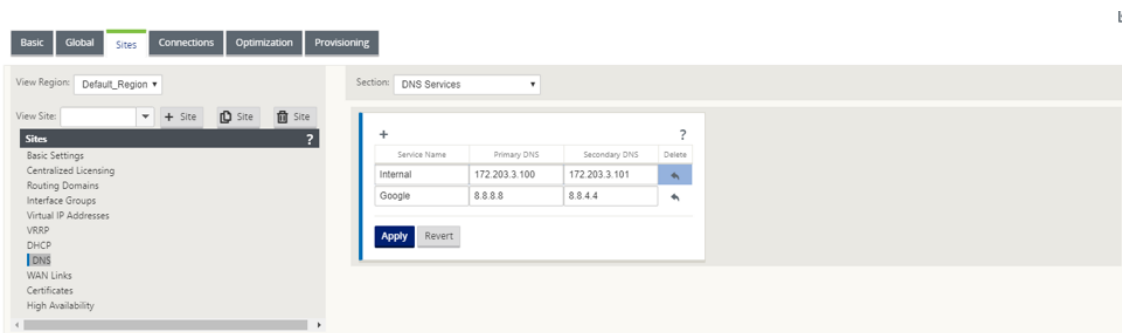 Basic Global Sites Connections Optimization Provisioning
View Region: Default_Region
Section: DNS Services
View Site: + Site Site Site
Sites ?
Basic Settings
Centralized Licensing
Routing Domains
Interface Groups
Virtual IP Addresses
VRRP
DHCP
DNS
WAN Links
Certificates
High Availability
+ ?
Service Name Primary DNS Secondary DNS Delete
Internal 172.203.3.100 172.203.3.101
Google 8.8.8.8 8.8.4.4
Apply Revert